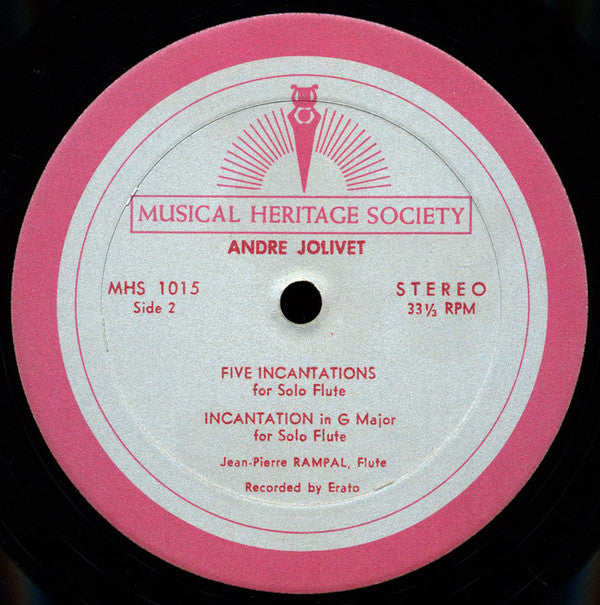 MUSICAL HERITAGE SOCIETY
ANDRE JOLIVET
MHS 1015
Side 2
STEREO
33⅓ RPM
FIVE INCANTATIONS
for Solo Flute
INCANTATION in G Major
for Solo Flute
Jean-Pierre RAMPAL, Flute
Recorded by Erato